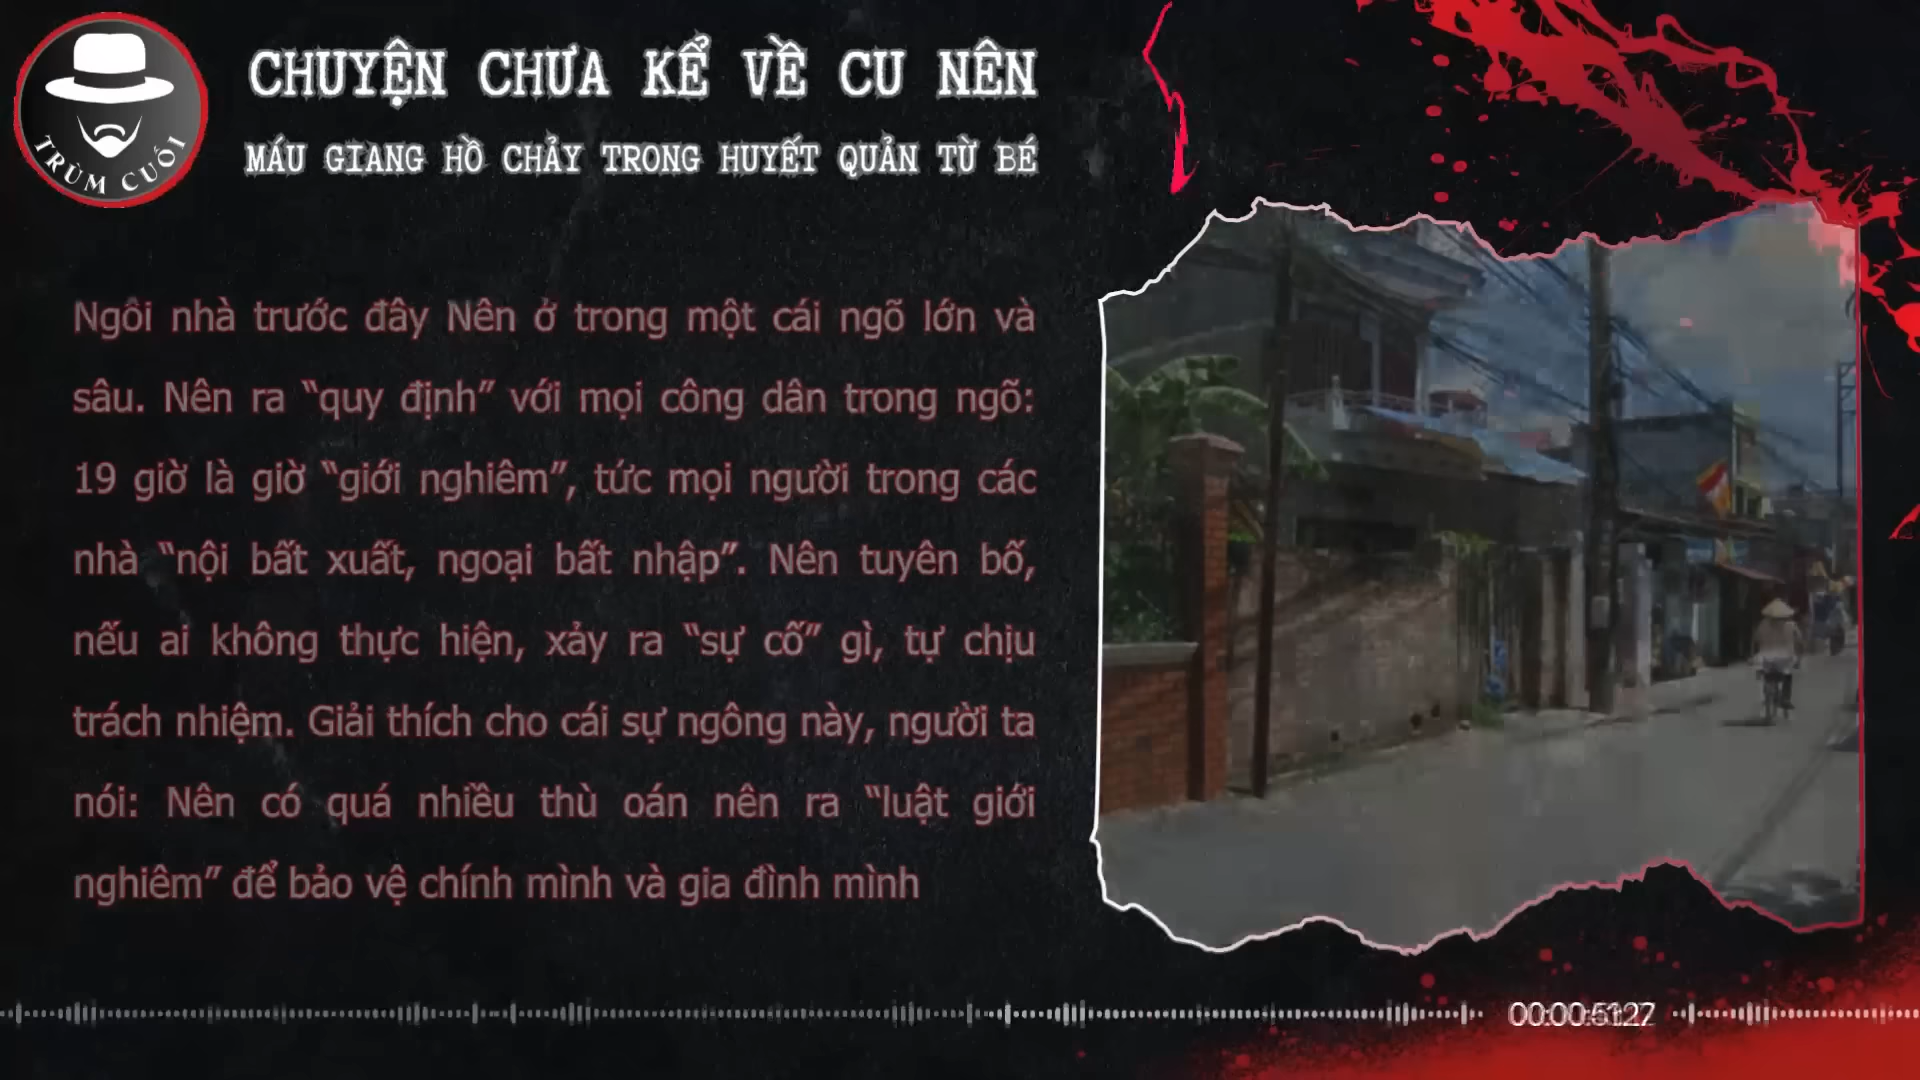 TRÙM CUỐI
CHUYỆN CHƯA KỂ VỀ CU NÊN
MÁU GIANG HỒ CHẢY TRONG HUYẾT QUẢN TỪ BÉ
Ngôi nhà trước đây Nên ở trong một cái ngõ lớn và
sâu. Nên ra “quy định” với mọi công dân trong ngõ:
19 giờ là giờ “giới nghiêm”, tức mọi người trong các
nhà “nội bất xuất, ngoại bất nhập”. Nên tuyên bố,
nếu ai không thực hiện, xảy ra “sự cố” gì, tự chịu
trách nhiệm. Giải thích cho cái sự ngông này, người ta
nói: Nên có quá nhiều thù oán nên ra “luật giới
nghiêm” để bảo vệ chính mình và gia đình mình